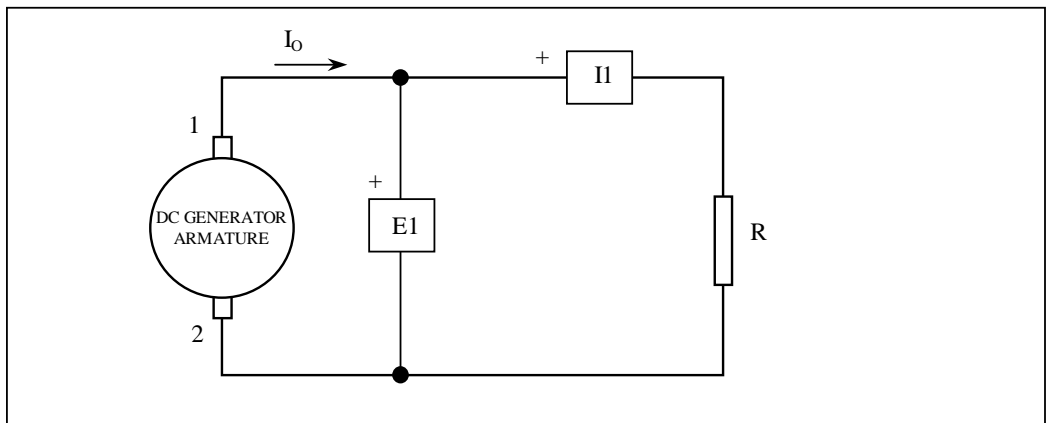 I_O
+
I1
1
+
DC GENERATOR
ARMATURE
E1
R
2